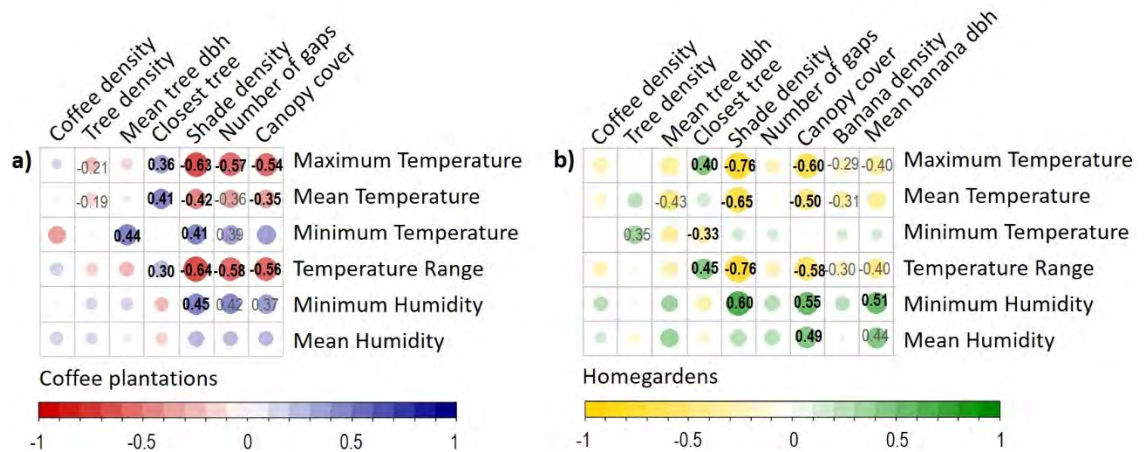 Coffee density
Tree density
Mean tree dbh
Closest tree
Shade density
Number of gaps
Canopy cover
a)
-0.21 0.36 -0.63 -0.57 -0.54 Maximum Temperature
-0.19 0.41 -0.42 -0.36 -0.35 Mean Temperature
0.44 0.41 0.39 Minimum Temperature
0.30 -0.64 -0.58 -0.56 Temperature Range
0.45 0.42 0.37 Minimum Humidity
Mean Humidity
Coffee plantations
-1 -0.5 0 0.5 1
Coffee density
Tree density
Mean tree dbh
Closest tree
Shade density
Number of gaps
Canopy cover
Banana density
Mean banana dbh
b)
0.40 -0.76 -0.60 -0.29 -0.40 Maximum Temperature
-0.43 -0.65 -0.50 -0.31 Mean Temperature
0.35 -0.33 Minimum Temperature
0.45 -0.76 -0.58 -0.30 -0.40 Temperature Range
0.60 0.55 0.51 Minimum Humidity
0.49 0.44 Mean Humidity
Homegardens
-1 -0.5 0 0.5 1